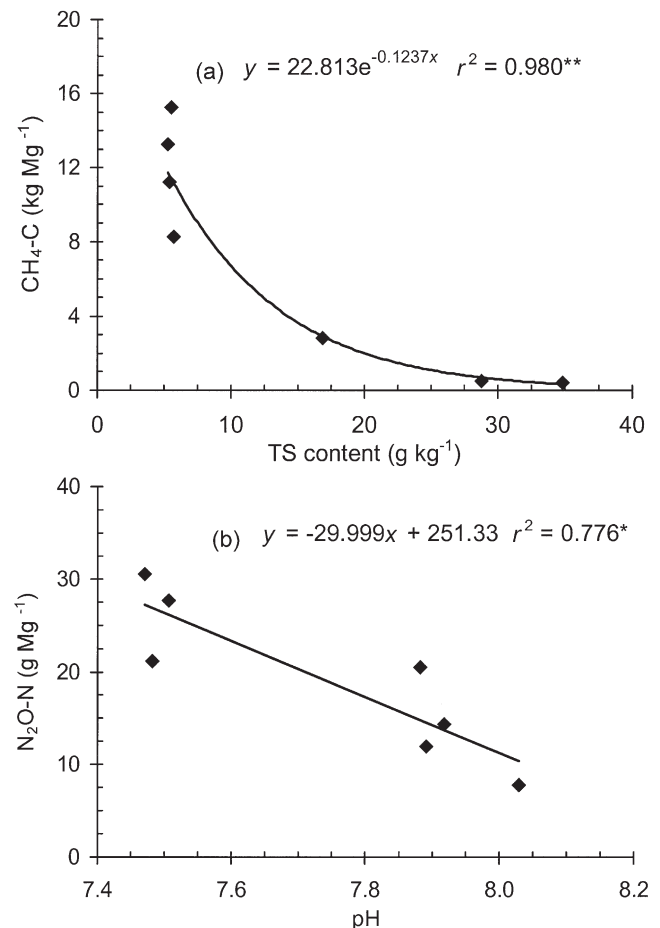 20
(a) y = 22.813e^-0.1237x r^2 = 0.980**
16
12
8
4
0
CH4-C (kg Mg^-1)
0 10 20 30 40
TS content (g kg^-1)
40
(b) y = -29.999x + 251.33 r^2 = 0.776*
30
20
10
0
N2O-N (g Mg^-1)
7.4 7.6 7.8 8.0 8.2
pH